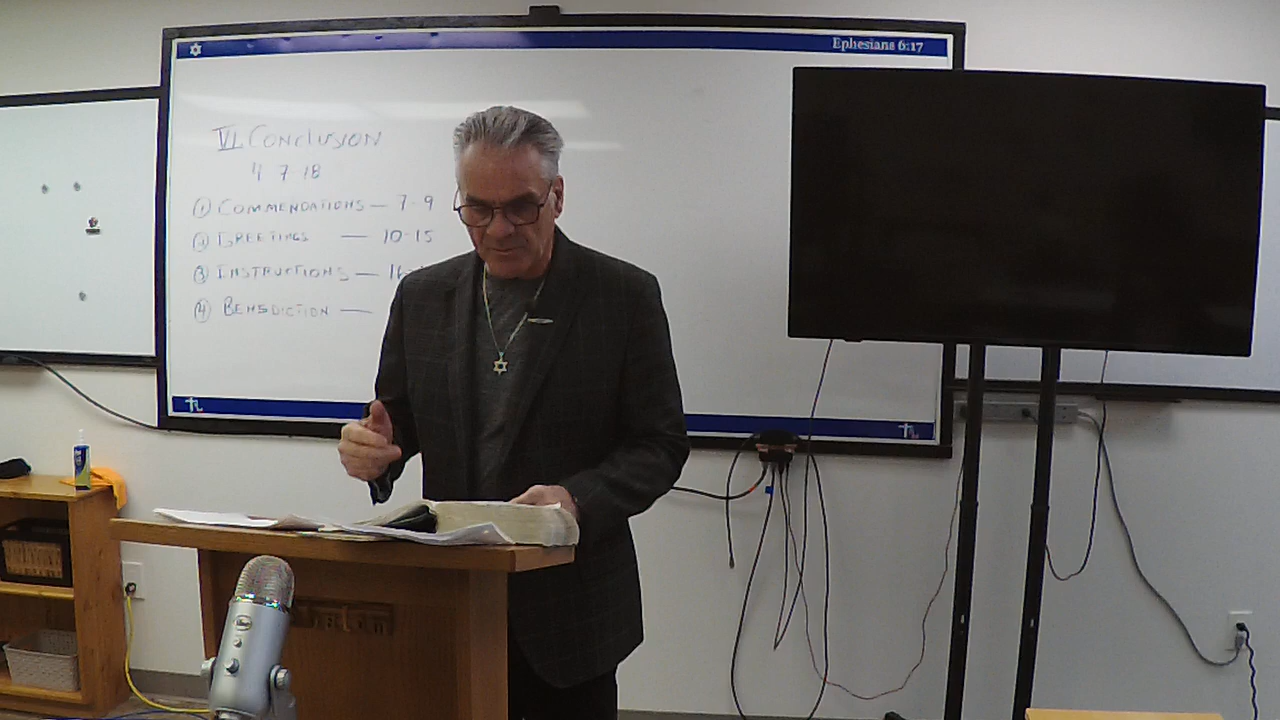 Ephesians 6:17
VI Conclusion
4 7-18
① COMMENDATIONS — 7-9
② GREETINGS — 10-15
③ INSTRUCTIONS — 16
④ BENEDICTION —